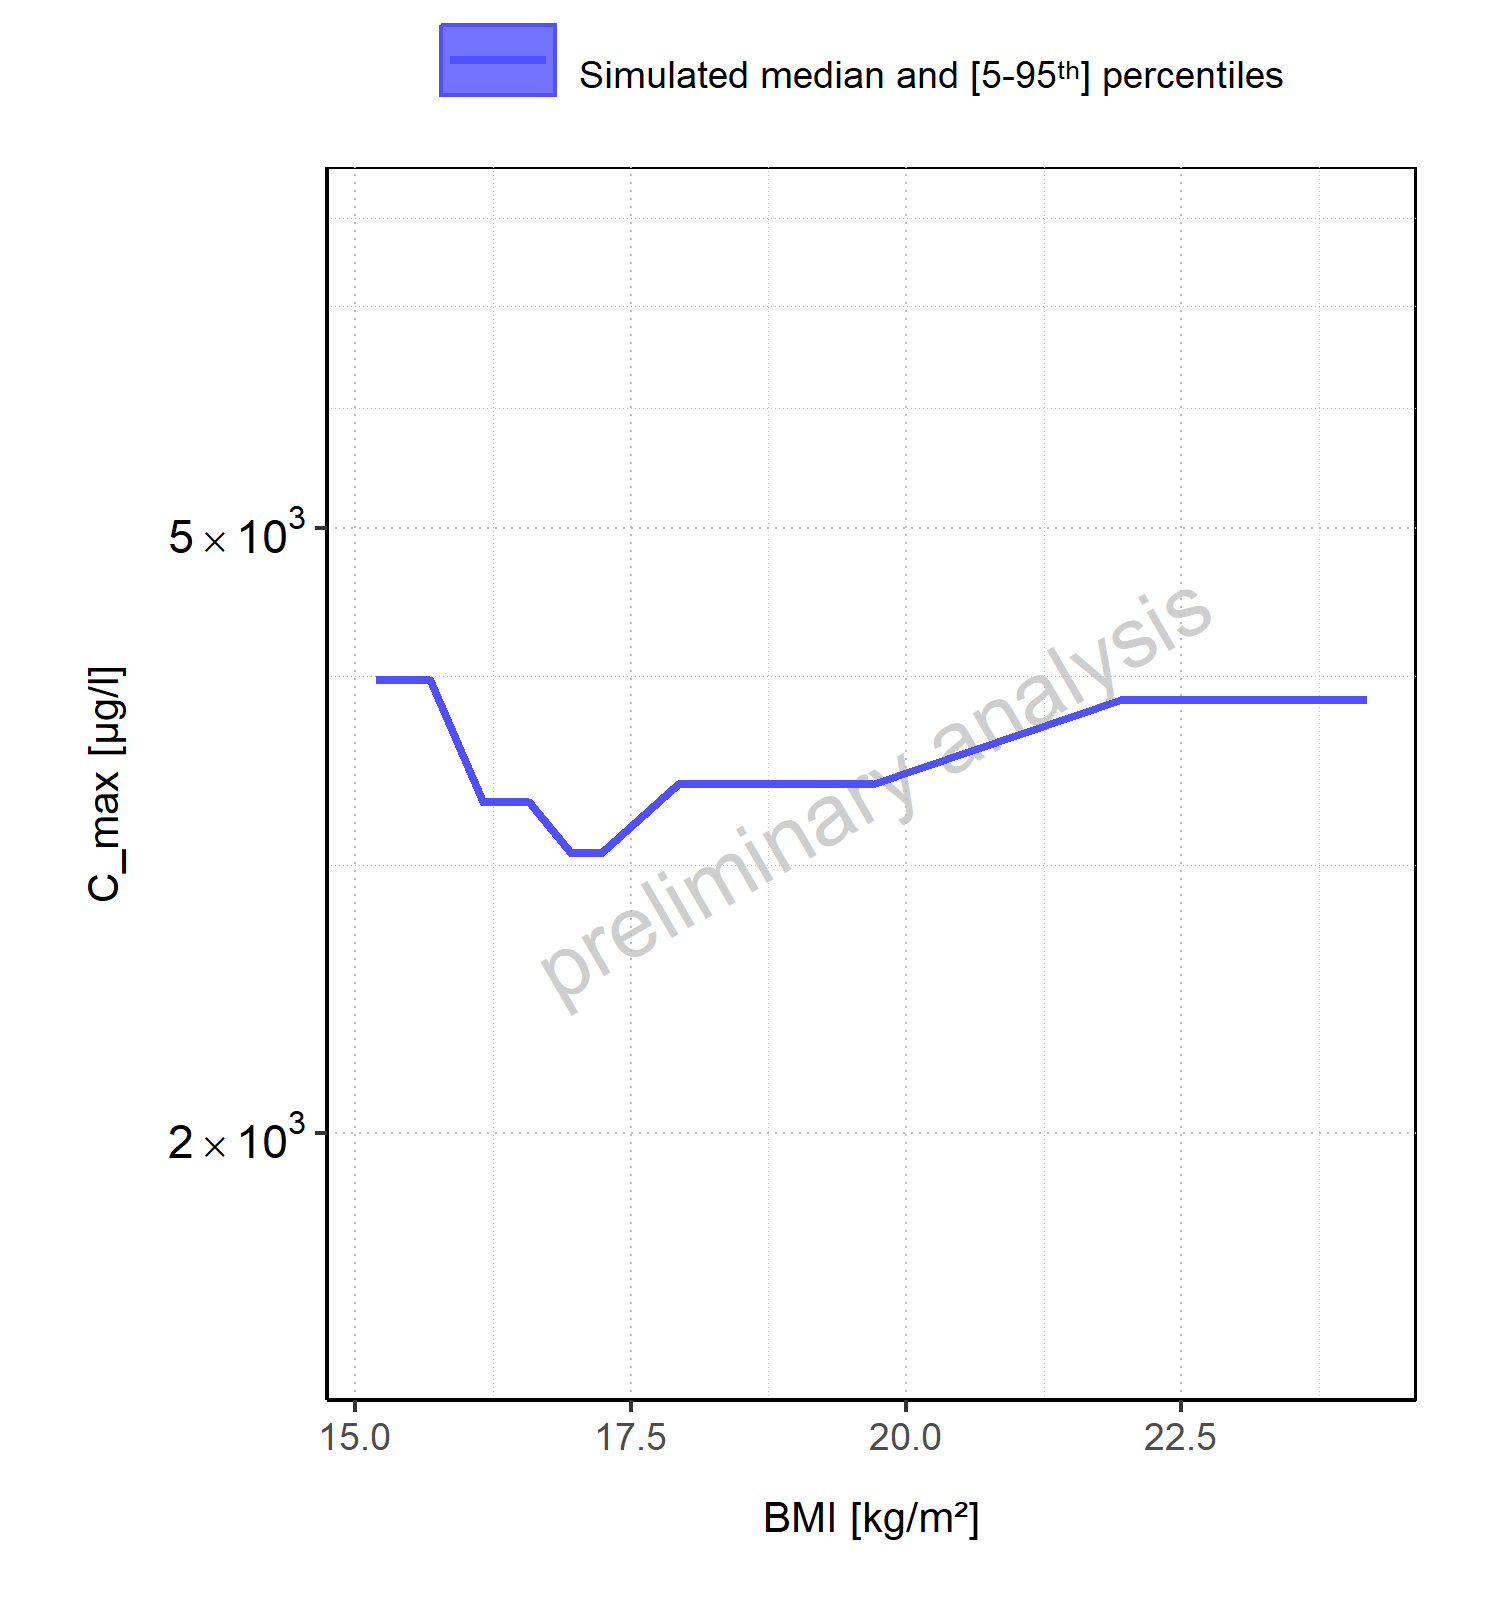 Simulated median and [5-95ᵗʰ] percentiles
C_max [µg/l]
5 × 10³
2 × 10³
preliminary analysis
15.0 17.5 20.0 22.5
BMI [kg/m²]